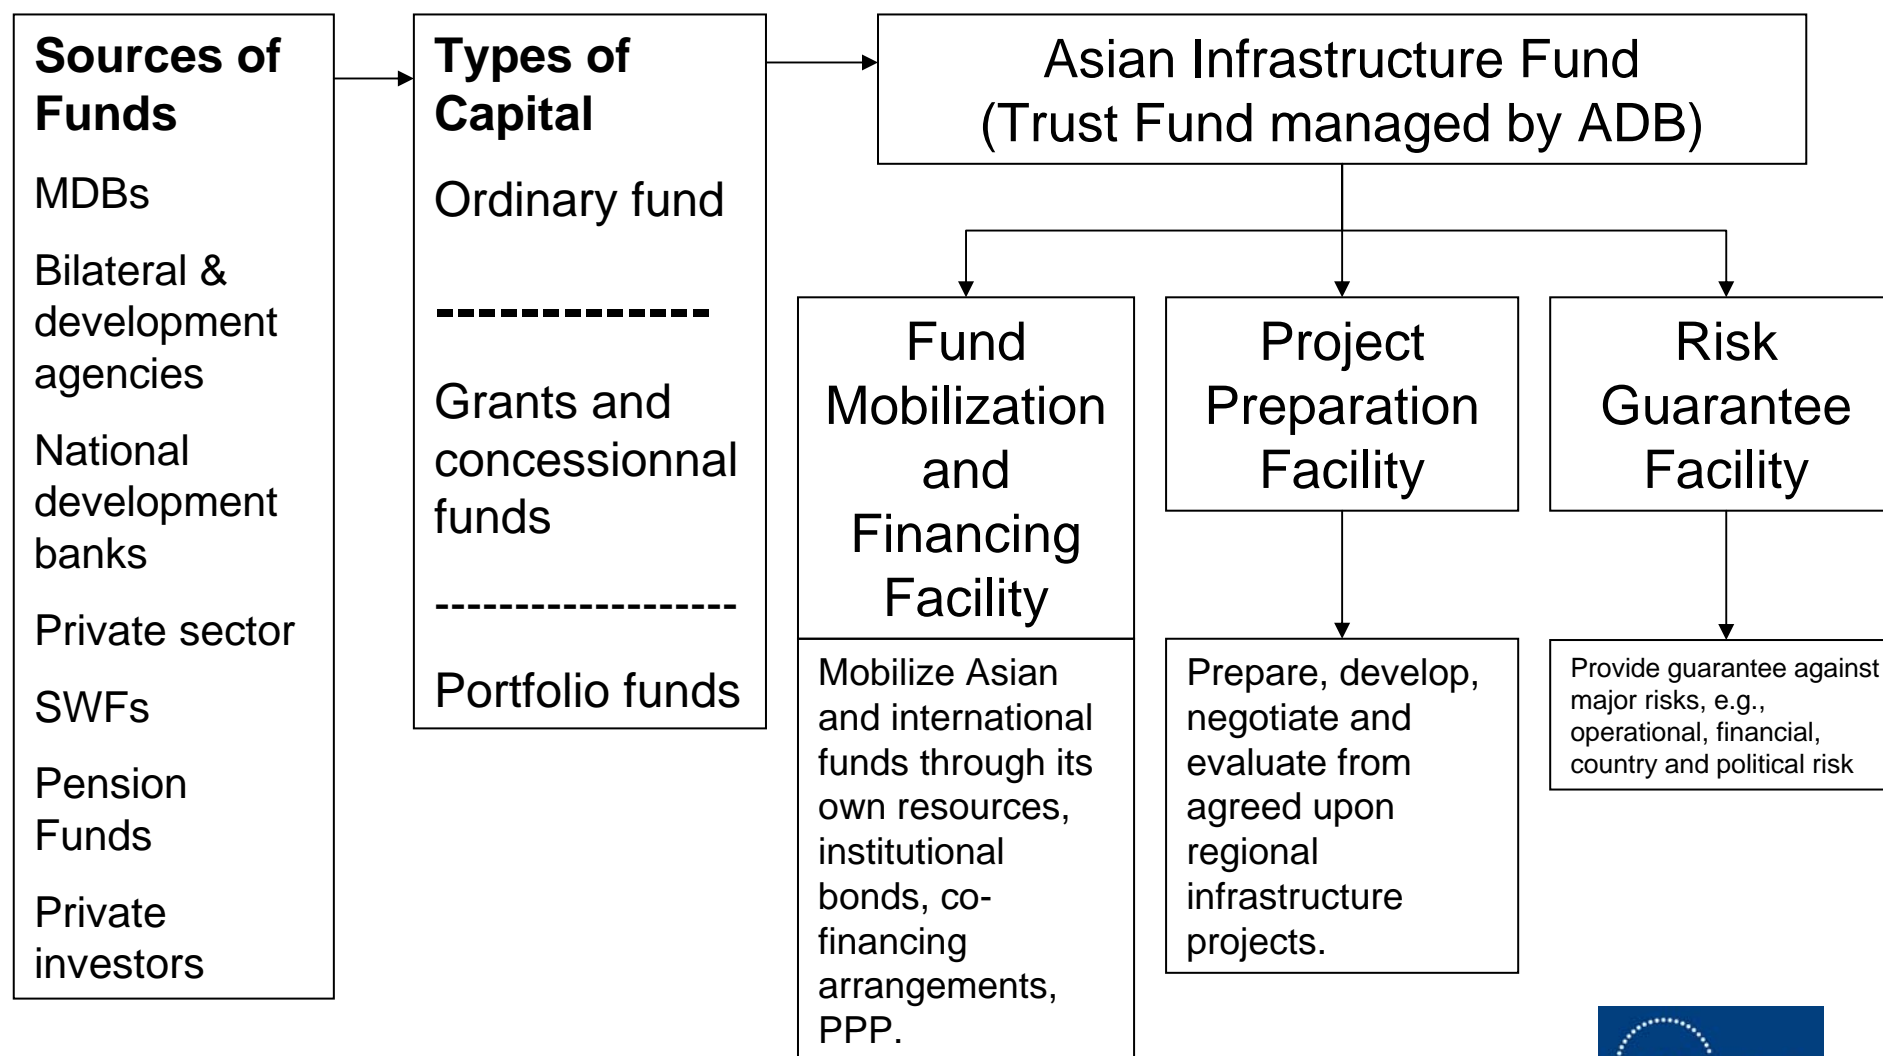 Sources of
Funds
MDBs
Bilateral &
development
agencies
National
development
banks
Private sector
SWFs
Pension
Funds
Private
investors
Types of
Capital
Ordinary fund
-------------
Grants and
concessionnal
funds
-------------------
Portfolio funds
Asian Infrastructure Fund
(Trust Fund managed by ADB)
Fund
Mobilization
and
Financing
Facility
Mobilize Asian
and international
funds through its
own resources,
institutional
bonds, co-
financing
arrangements,
PPP.
Project
Preparation
Facility
Prepare, develop,
negotiate and
evaluate from
agreed upon
regional
infrastructure
projects.
Risk
Guarantee
Facility
Provide guarantee against
major risks, e.g.,
operational, financial,
country and political risk